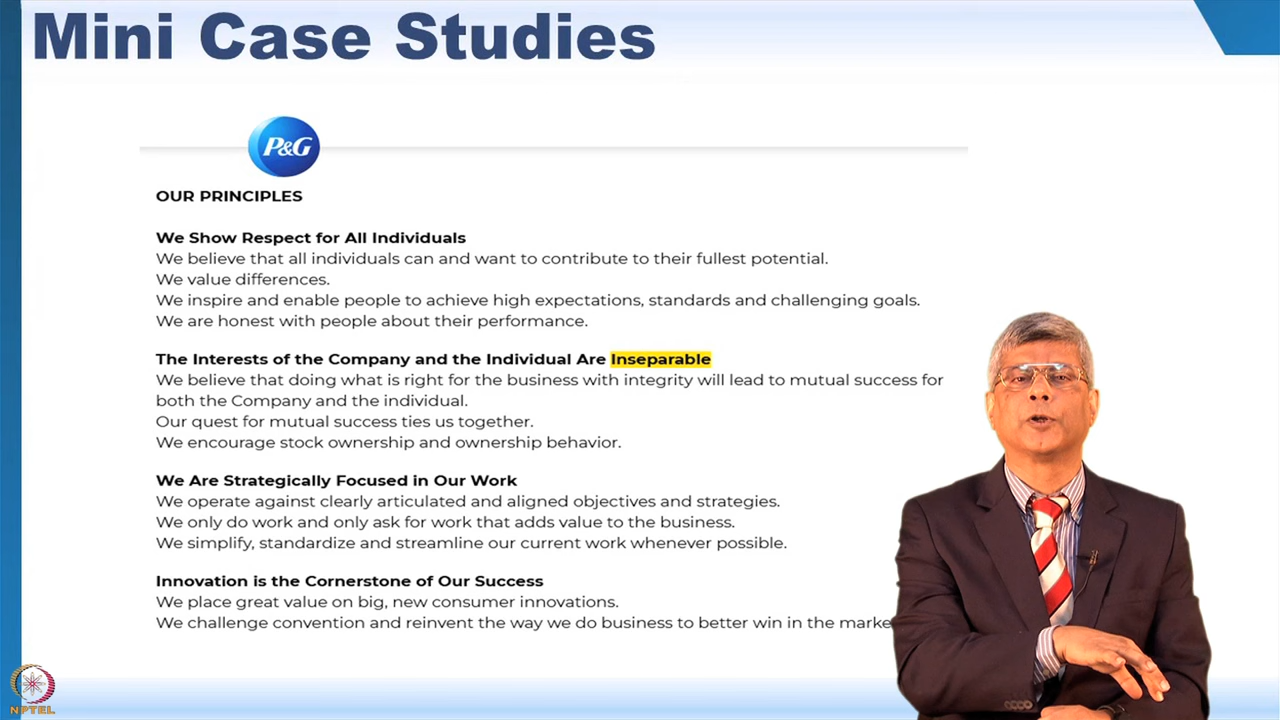 Mini Case Studies
P&G
OUR PRINCIPLES
We Show Respect for All Individuals
We believe that all individuals can and want to contribute to their fullest potential.
We value differences.
We inspire and enable people to achieve high expectations, standards and challenging goals.
We are honest with people about their performance.
The Interests of the Company and the Individual Are Inseparable
We believe that doing what is right for the business with integrity will lead to mutual success for
both the Company and the individual.
Our quest for mutual success ties us together.
We encourage stock ownership and ownership behavior.
We Are Strategically Focused in Our Work
We operate against clearly articulated and aligned objectives and strategies.
We only do work and only ask for work that adds value to the business.
We simplify, standardize and streamline our current work whenever possible.
Innovation is the Cornerstone of Our Success
We place great value on big, new consumer innovations.
We challenge convention and reinvent the way we do business to better win in the
NPTEL